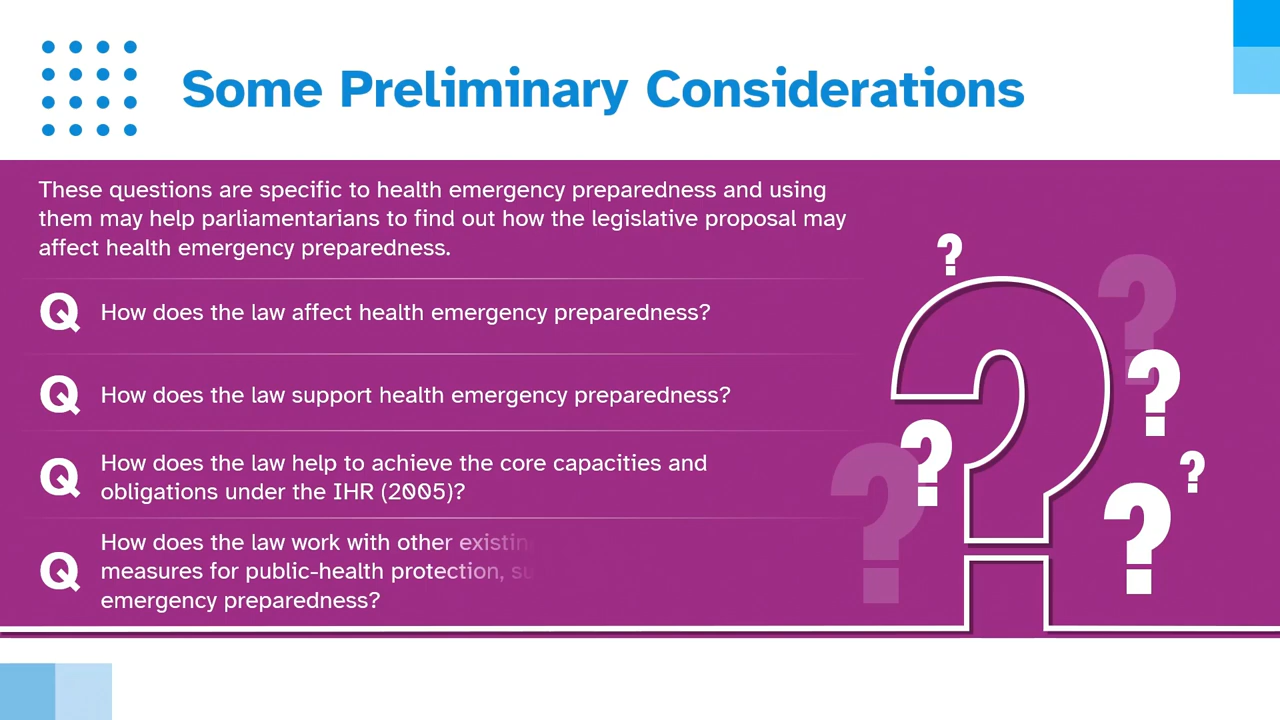 Some Preliminary Considerations
These questions are specific to health emergency preparedness and using
them may help parliamentarians to find out how the legislative proposal may
affect health emergency preparedness.
Q How does the law affect health emergency preparedness?
Q How does the law support health emergency preparedness?
Q How does the law help to achieve the core capacities and
obligations under the IHR (2005)?
Q How does the law work with other
measures for public-health protection,
emergency preparedness?